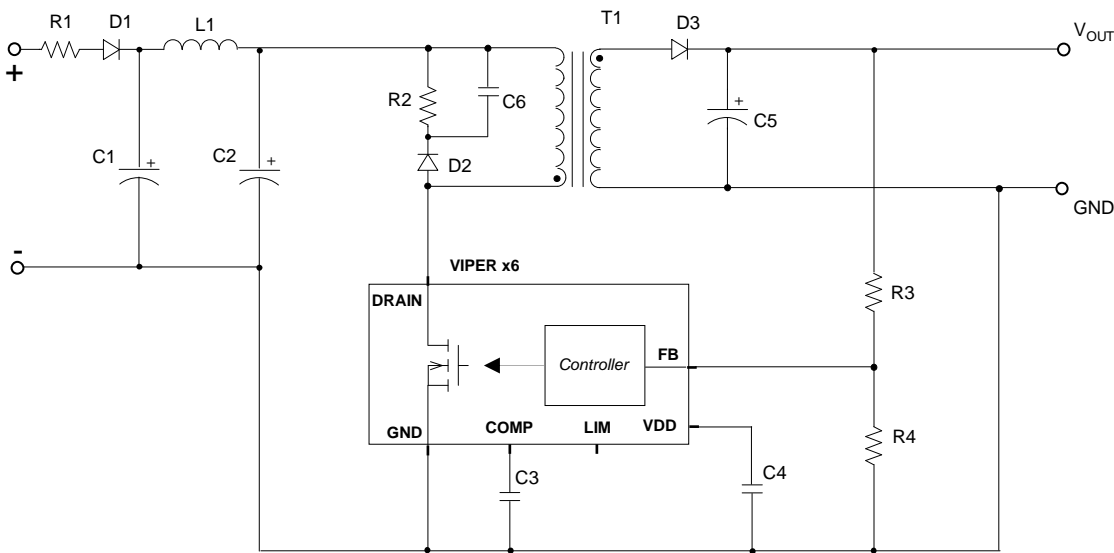 R1 D1 L1 T1 D3 V_OUT
+
R2 C6 + C5
C1 + C2 +
D2
GND
-
VIPER x6
DRAIN R3
Controller FB
GND COMP LIM VDD R4
C3 C4